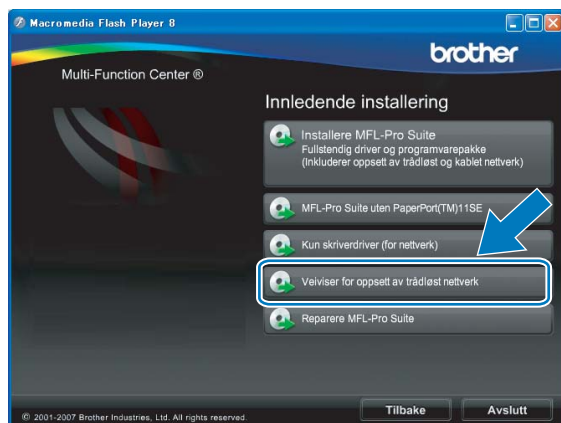 Macromedia Flash Player 8
brother
Multi-Function Center ®
Innledende installering
Installere MFL-Pro Suite
Fullstendig driver og programvarepakke
(Inkluderer oppsett av trådløst og kablet nettverk)
MFL-Pro Suite uten PaperPort(TM)11SE
Kun skriverdriver (for nettverk)
Veiviser for oppsett av trådløst nettverk
Reparere MFL-Pro Suite
© 2001-2007 Brother Industries, Ltd. All rights reserved.
Tilbake
Avslutt